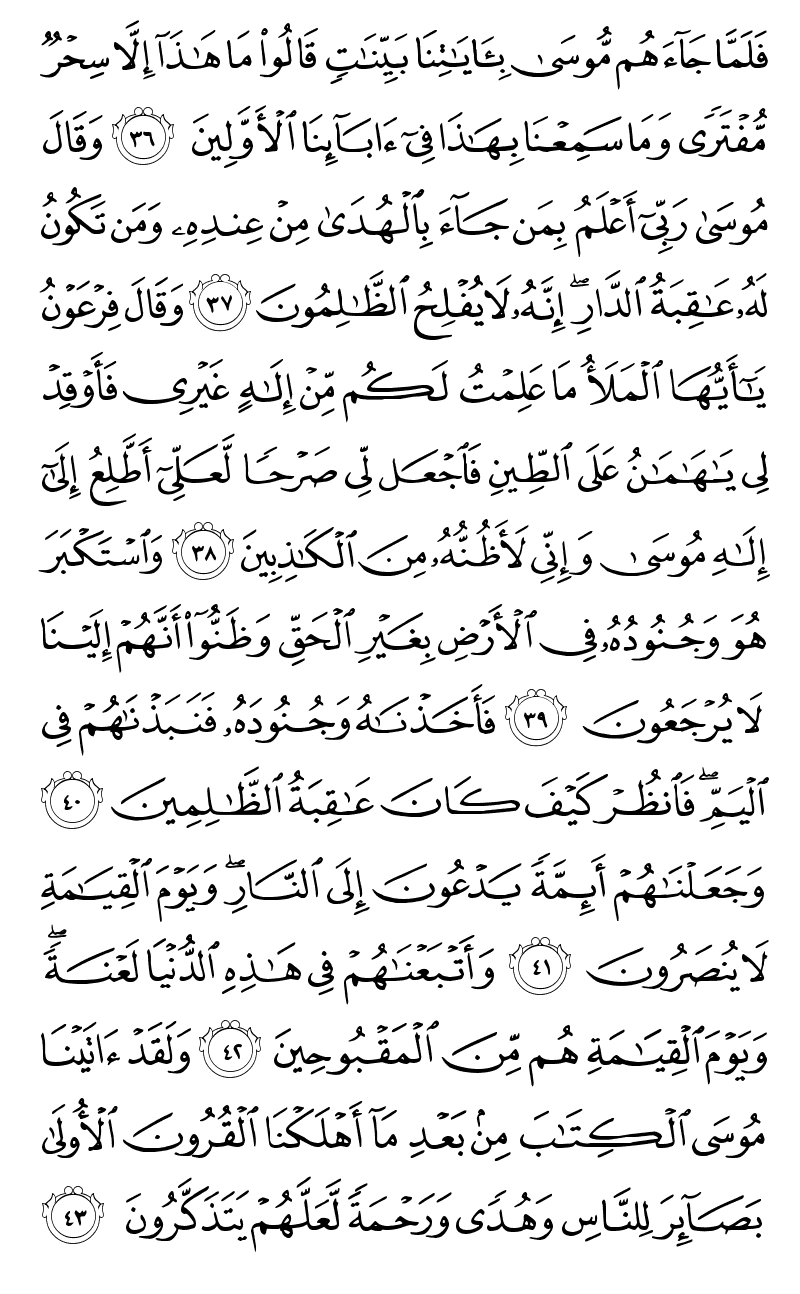 فَلَمَّا جَآءَهُم مُّوسَىٰ بِـَٔايَٰتِنَا بَيِّنَٰتٖ قَالُواْ مَا هَٰذَآ إِلَّا سِحۡرٞ
مُّفۡتَرٗى وَمَا سَمِعۡنَا بِهَٰذَا فِيٓ ءَابَآئِنَا ٱلۡأَوَّلِينَ ٣٦ وَقَالَ
مُوسَىٰ رَبِّيٓ أَعۡلَمُ بِمَن جَآءَ بِٱلۡهُدَىٰ مِنۡ عِندِهِۦ وَمَن تَكُونُ
لَهُۥ عَٰقِبَةُ ٱلدَّارِۚ إِنَّهُۥ لَا يُفۡلِحُ ٱلظَّٰلِمُونَ ٣٧ وَقَالَ فِرۡعَوۡنُ
يَٰٓأَيُّهَا ٱلۡمَلَأُ مَا عَلِمۡتُ لَكُم مِّنۡ إِلَٰهٍ غَيۡرِي فَأَوۡقِدۡ
لِي يَٰهَٰمَٰنُ عَلَى ٱلطِّينِ فَٱجۡعَل لِّي صَرۡحٗا لَّعَلِّيٓ أَطَّلِعُ إِلَىٰٓ
إِلَٰهِ مُوسَىٰ وَإِنِّي لَأَظُنُّهُۥ مِنَ ٱلۡكَٰذِبِينَ ٣٨ وَٱسۡتَكۡبَرَ
هُوَ وَجُنُودُهُۥ فِي ٱلۡأَرۡضِ بِغَيۡرِ ٱلۡحَقِّ وَظَنُّوٓاْ أَنَّهُمۡ إِلَيۡنَا
لَا يُرۡجَعُونَ ٣٩ فَأَخَذۡنَٰهُ وَجُنُودَهُۥ فَنَبَذۡنَٰهُمۡ فِي
ٱلۡيَمِّۖ فَٱنظُرۡ كَيۡفَ كَانَ عَٰقِبَةُ ٱلظَّٰلِمِينَ ٤٠
وَجَعَلۡنَٰهُمۡ أَئِمَّةٗ يَدۡعُونَ إِلَى ٱلنَّارِۖ وَيَوۡمَ ٱلۡقِيَٰمَةِ
لَا يُنصَرُونَ ٤١ وَأَتۡبَعۡنَٰهُمۡ فِي هَٰذِهِ ٱلدُّنۡيَا لَعۡنَةٗۖ
وَيَوۡمَ ٱلۡقِيَٰمَةِ هُم مِّنَ ٱلۡمَقۡبُوحِينَ ٤٢ وَلَقَدۡ ءَاتَيۡنَا
مُوسَى ٱلۡكِتَٰبَ مِنۢ بَعۡدِ مَآ أَهۡلَكۡنَا ٱلۡقُرُونَ ٱلۡأُولَىٰ
بَصَآئِرَ لِلنَّاسِ وَهُدٗى وَرَحۡمَةٗ لَّعَلَّهُمۡ يَتَذَكَّرُونَ ٤٣